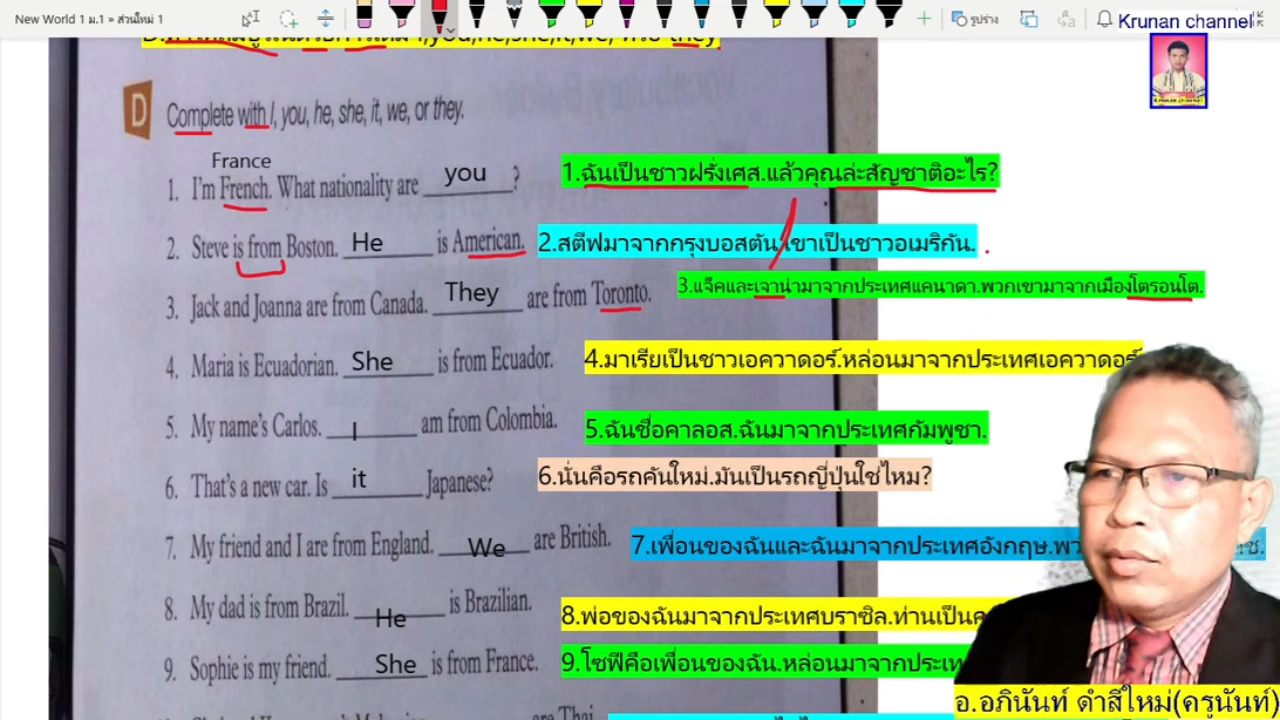 New World 1 ม.1 » ส่วนใหม่ 1
รูปร่าง
Krunan channel
D Complete with I, you, he, she, it, we, or they.
France
1. I'm French. What nationality are you ?
1.ฉันเป็นชาวฝรั่งเศส.แล้วคุณล่ะสัญชาติอะไร?
2. Steve is from Boston. He is American.
2.สตีฟมาจากกรุงบอสตัน.เขาเป็นชาวอเมริกัน.
3. Jack and Joanna are from Canada. They are from Toronto.
3.แจ็คและเจาน่ามาจากประเทศแคนาดา.พวกเขามาจากเมืองโตรอนโต.
4. Maria is Ecuadorian. She is from Ecuador.
4.มาเรียเป็นชาวเอควาดอร์.หล่อนมาจากประเทศเอควาดอร์
5. My name's Carlos. I am from Colombia.
5.ฉันชื่อคาลอส.ฉันมาจากประเทศกัมพูชา.
6. That's a new car. Is it Japanese?
6.นั่นคือรถคันใหม่.มันเป็นรถญี่ปุ่นใช่ไหม?
7. My friend and I are from England. We are British.
7.เพื่อนของฉันและฉันมาจากประเทศอังกฤษ.
8. My dad is from Brazil. He is Brazilian.
8.พ่อของฉันมาจากประเทศบราซิล.ท่านเป็น
9. Sophie is my friend. She is from France.
9.โซฟีคือเพื่อนของฉัน.หล่อนมาจาก
อ.อภินันท์ ดำสีใหม่(ครูนันท์)